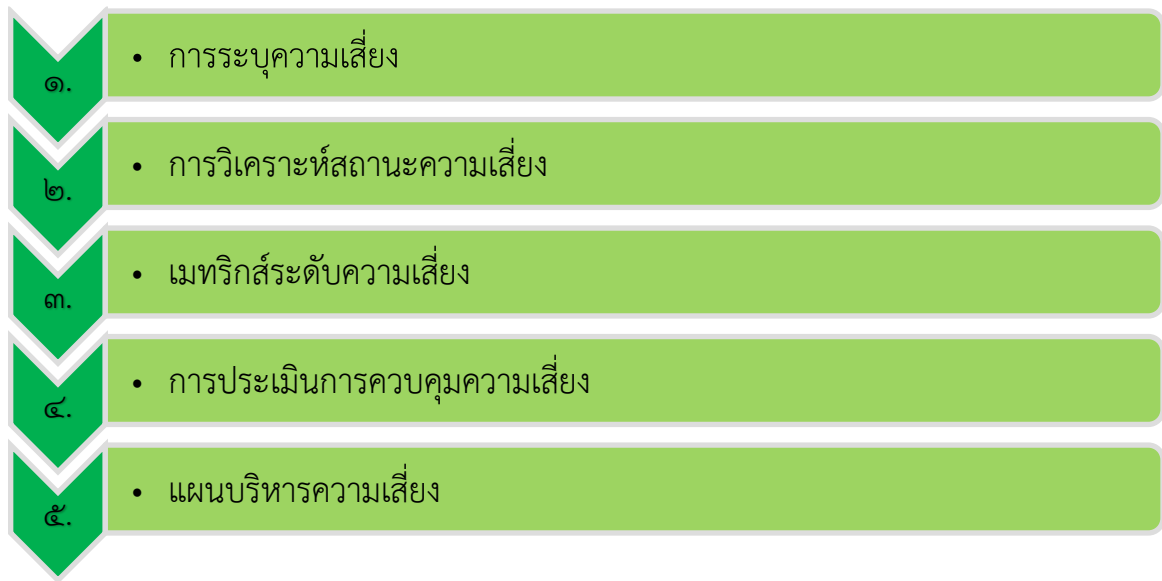 ๑.
• การระบุความเสี่ยง
๒.
• การวิเคราะห์สถานะความเสี่ยง
๓.
• เมทริกส์ระดับความเสี่ยง
๔.
• การประเมินการควบคุมความเสี่ยง
๕.
• แผนบริหารความเสี่ยง